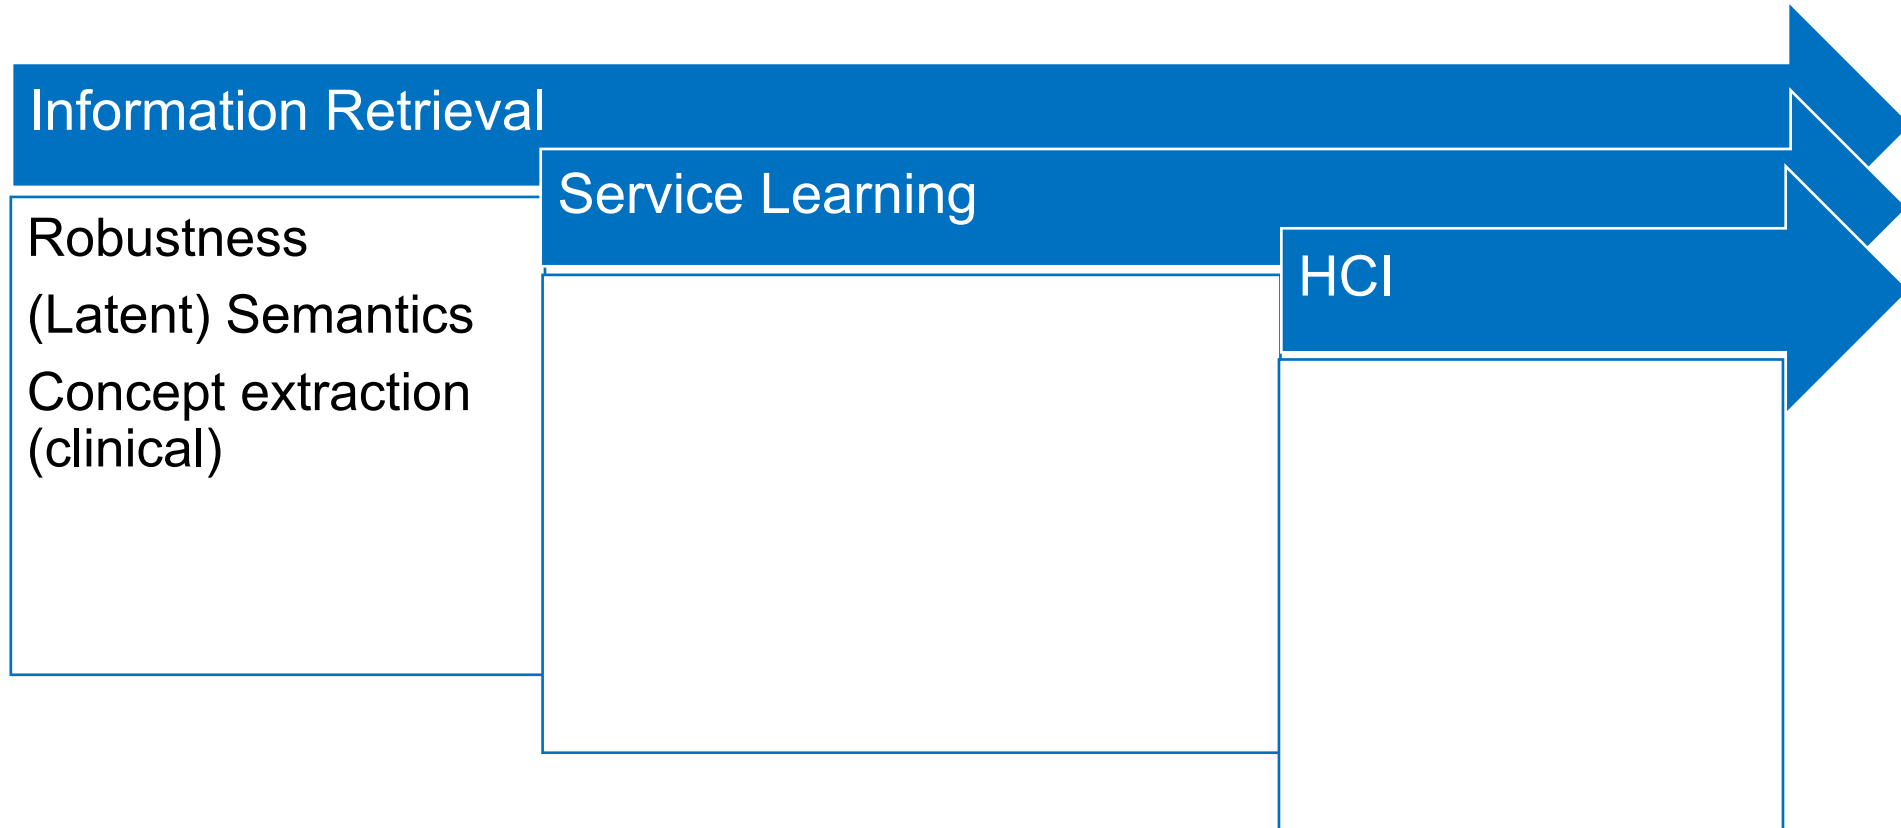 Information Retrieval
Robustness
(Latent) Semantics
Concept extraction
(clinical)
Service Learning
HCI